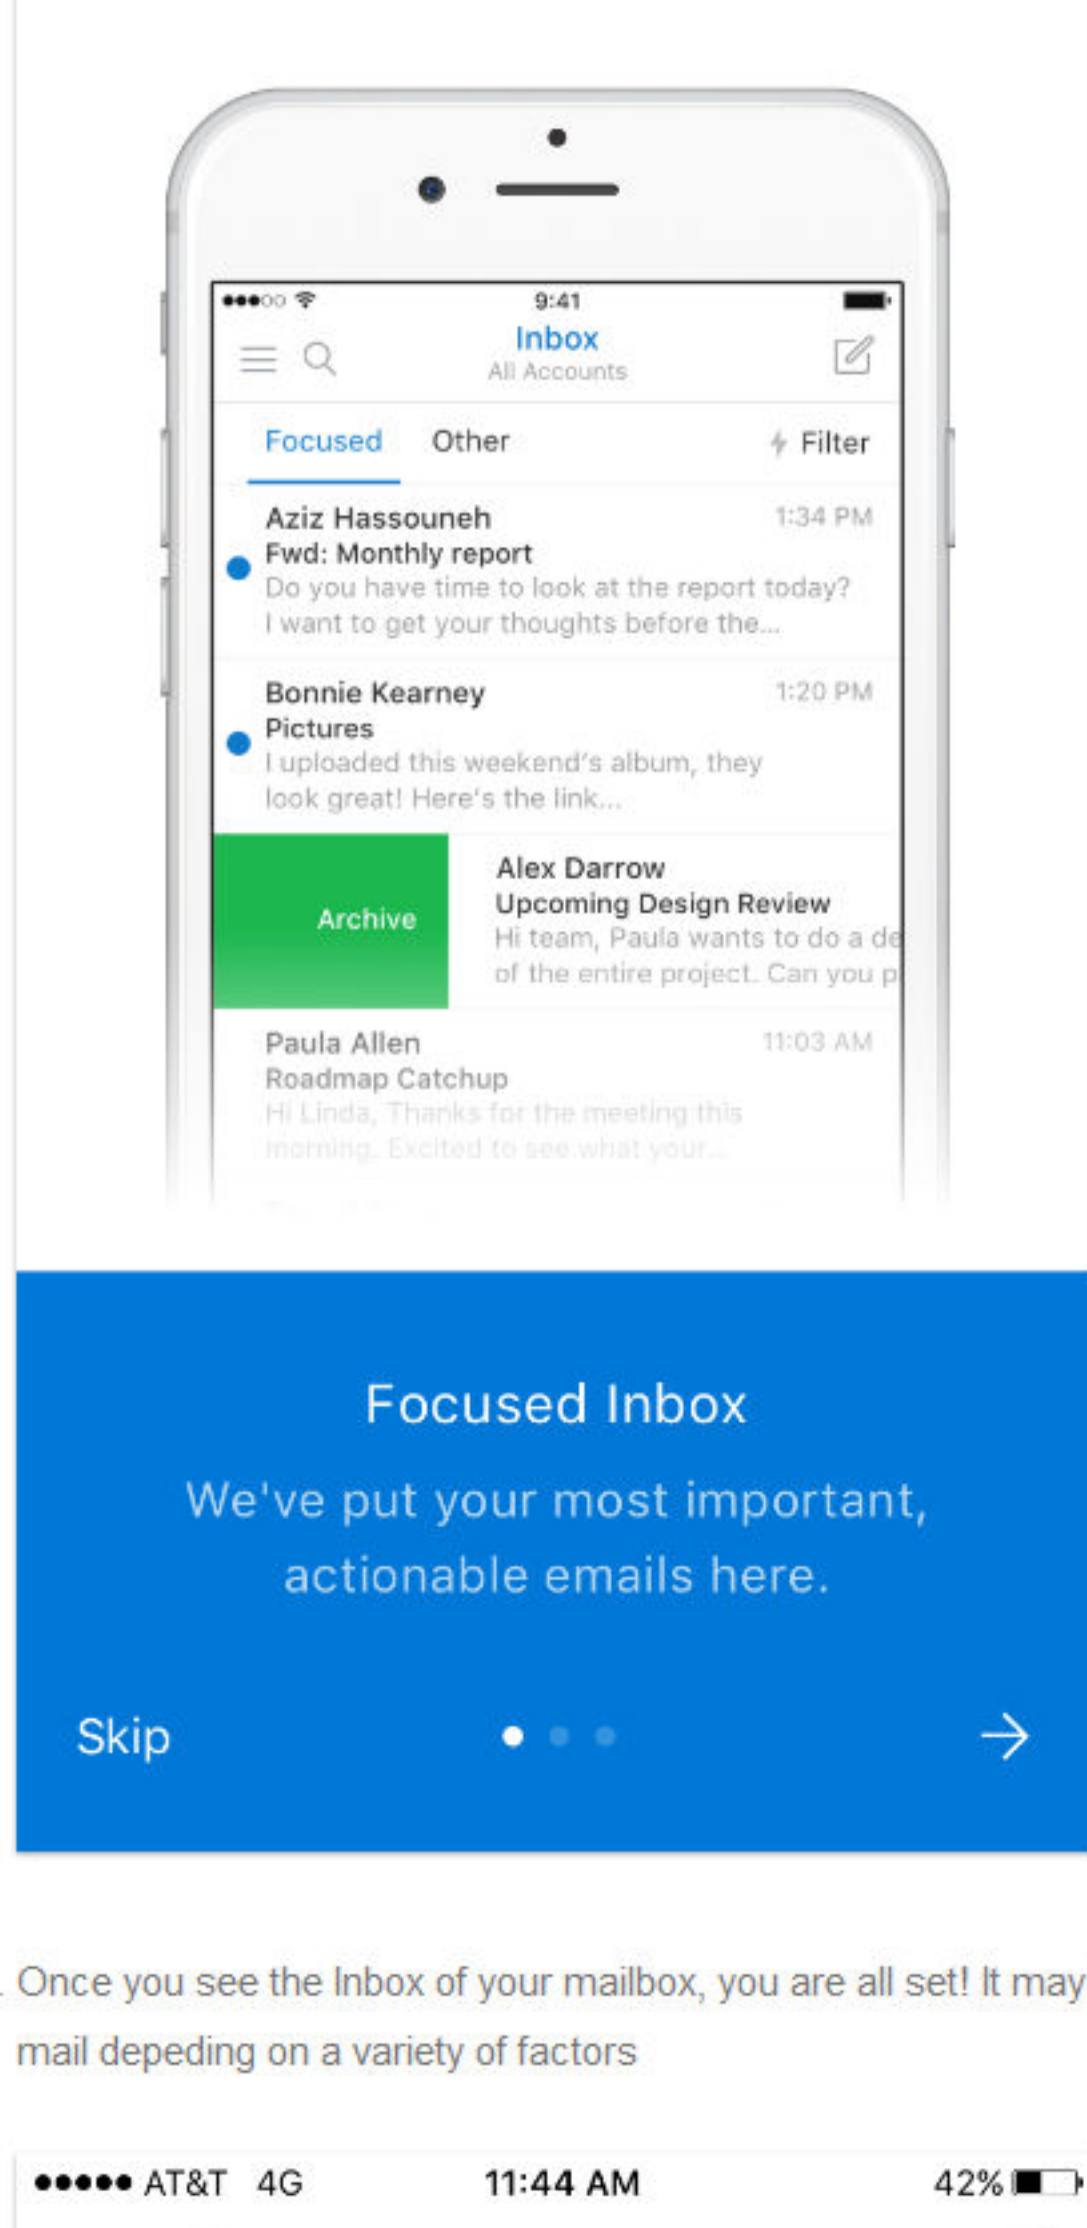 9:41
Inbox
All Accounts
Focused Other Filter
Aziz Hassouneh 1:34 PM
Fwd: Monthly report
Do you have time to look at the report today?
I want to get your thoughts before the...
Bonnie Kearney 1:20 PM
Pictures
I uploaded this weekend's album, they
look great! Here's the link...
Archive
Alex Darrow
Upcoming Design Review
Hi team, Paula wants to do a de
of the entire project. Can you p
Paula Allen 11:03 AM
Roadmap Catchup
Hi Linda, Thanks for the meeting this
morning. Excited to see what your...
Focused Inbox
We've put your most important,
actionable emails here.
Skip
. Once you see the Inbox of your mailbox, you are all set! It may
mail depeding on a variety of factors
AT&T 4G 11:44 AM 42%